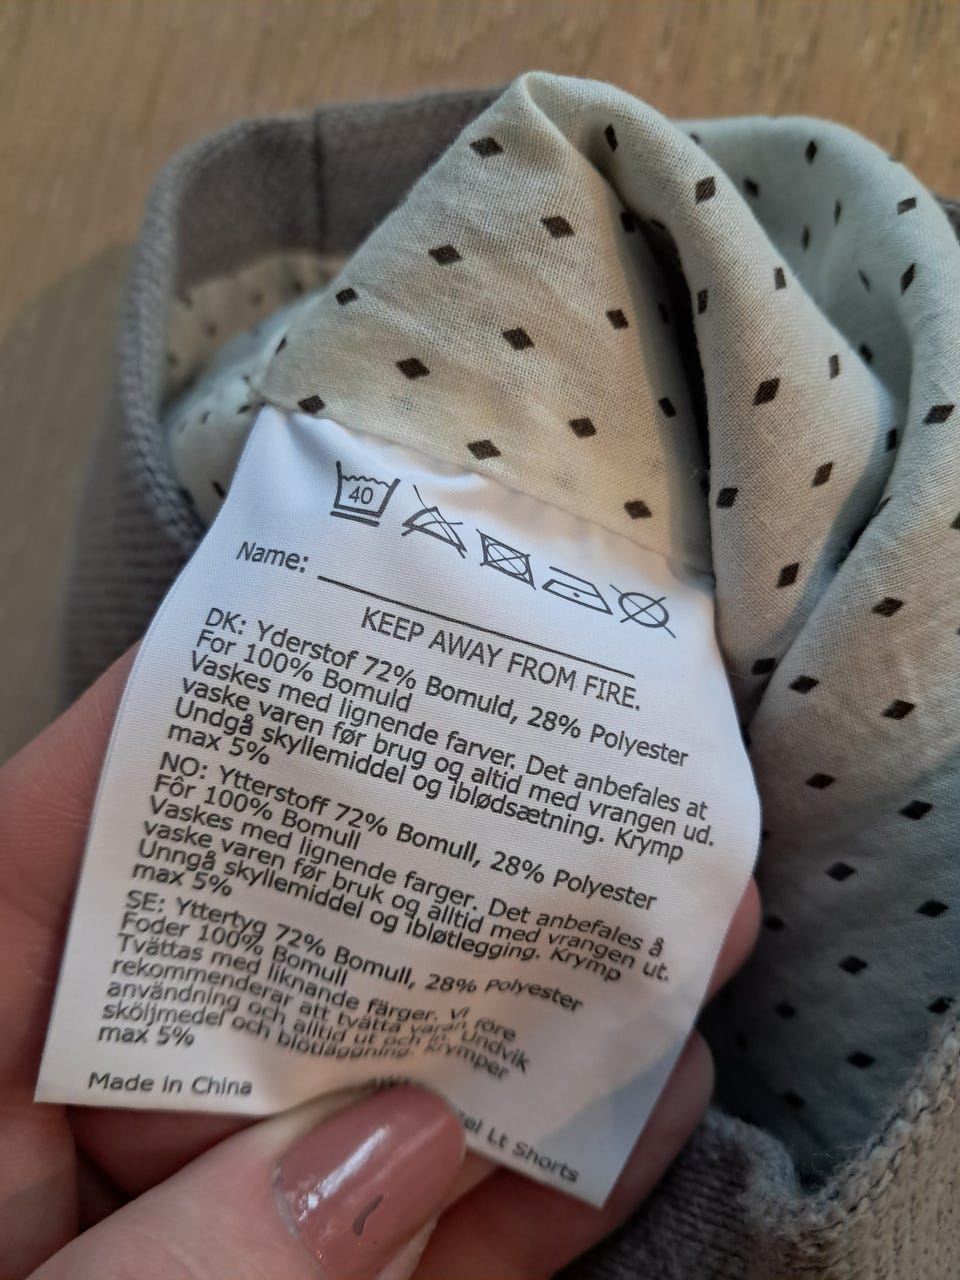 40
Name:
KEEP AWAY FROM FIRE.
DK: Yderstof 72% Bomuld, 28% Polyester
For 100% Bomuld
Vaskes med lignende farver. Det anbefales at
vaske varen før brug og altid med vrangen ud.
Undgå skyllemiddel og iblødsætning. Krymp
max 5%
NO: Ytterstoff 72% Bomull, 28% Polyester
Fôr 100% Bomull
Vaskes med lignende farger. Det anbefales å
vaske varen før bruk og alltid med vrangen ut.
Unngå skyllemiddel og ibløtlegging. Krymp
max 5%
SE: Yttertyg 72% Bomull, 28% Polyester
Foder 100% Bomull
Tvättas med liknande färger. Vi
rekommenderar att tvätta varan före
användning och alltid ut och in. Undvik
sköljmedel och blötläggning. Krymper
max 5%
Made in China
Lt Shorts